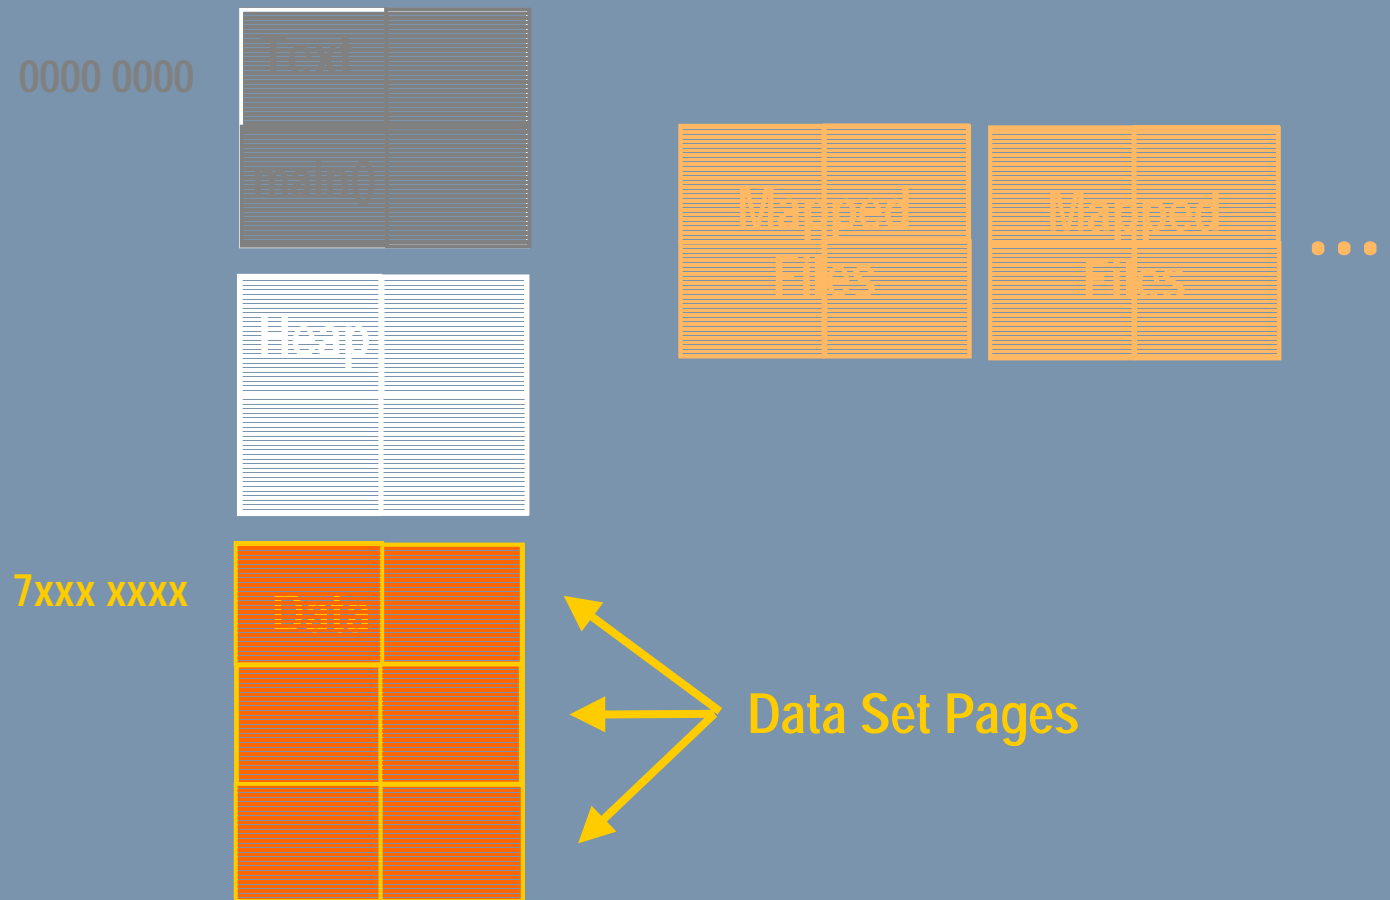 0000 0000
Text
main()
Mapped
Files
Mapped
Files
...
Heap
7xxx xxxx
Data
Data Set Pages